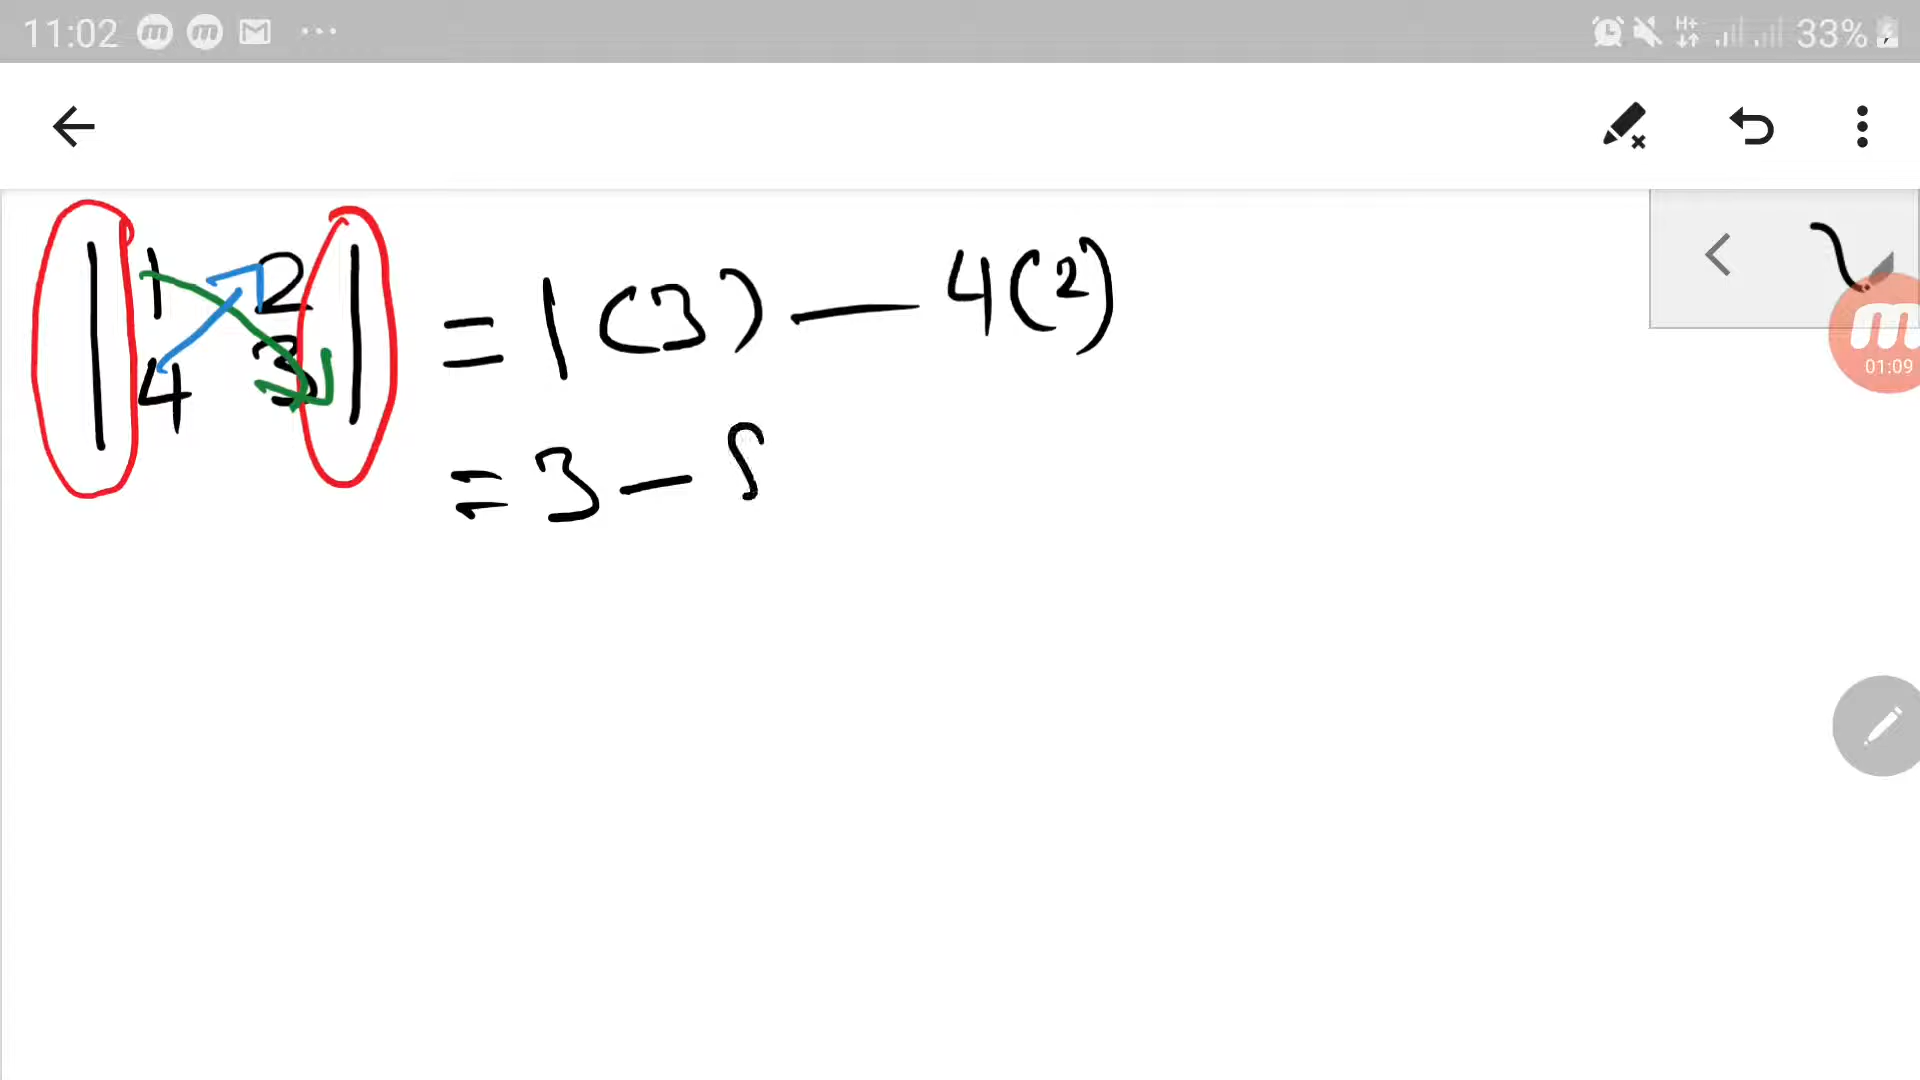 11:02 m m ... H+ 33%
| 1 2 | = 1(3) — 4(2)
| 4 3 |
= 3 — 8
m
01:09